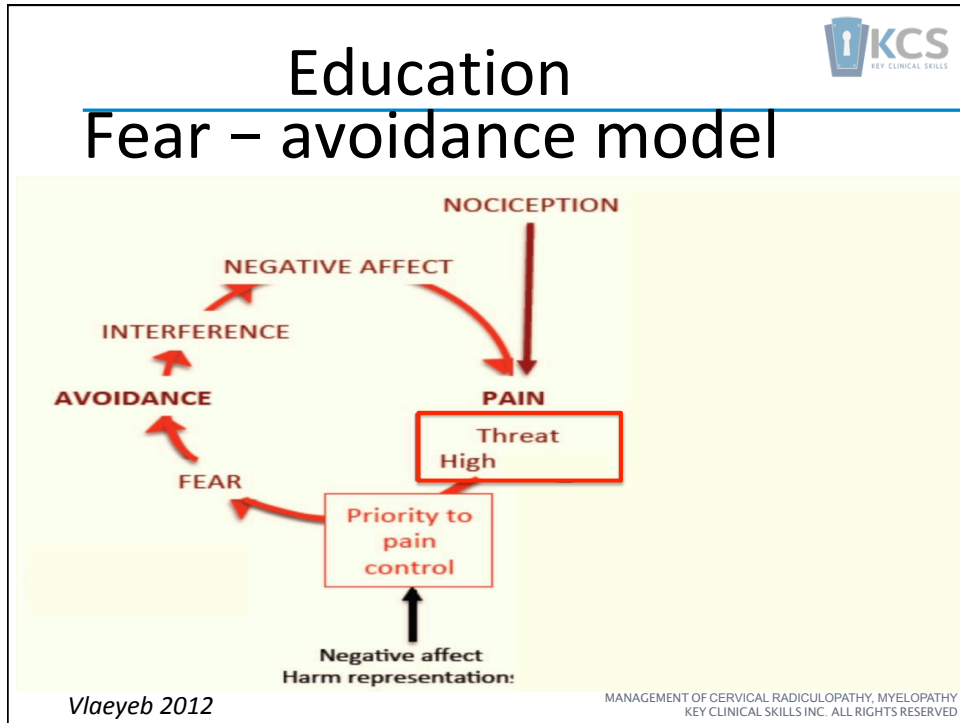 KCS
KEY CLINICAL SKILLS
Education
Fear – avoidance model
NOCICEPTION
NEGATIVE AFFECT
INTERFERENCE
AVOIDANCE
PAIN
Threat
High
FEAR
Priority to
pain
control
Negative affect
Harm representations
Vlaeyeb 2012
MANAGEMENT OF CERVICAL RADICULOPATHY, MYELOPATHY
KEY CLINICAL SKILLS INC. ALL RIGHTS RESERVED